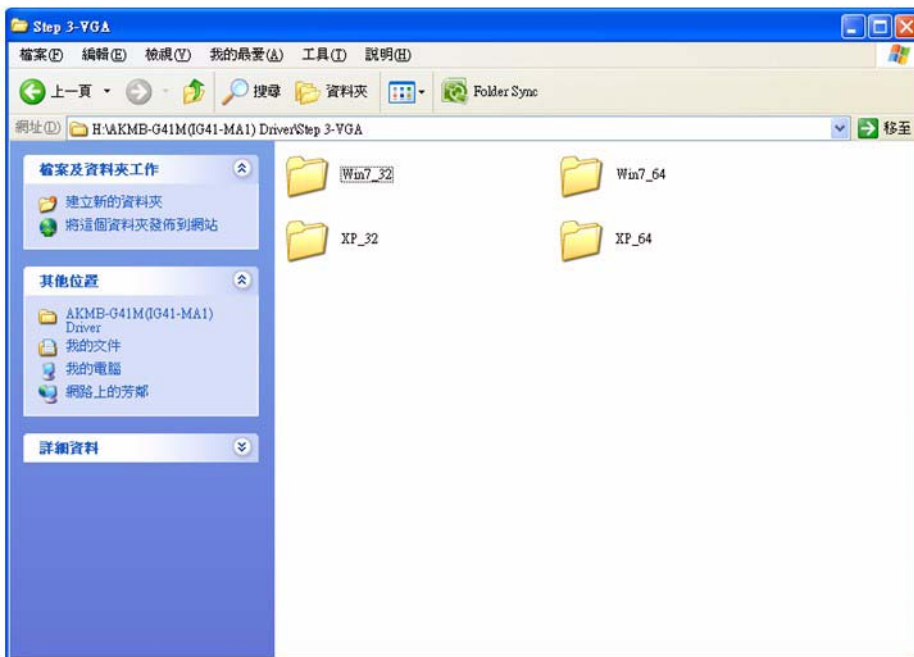 Step 3-VGA
檔案(F) 編輯(E) 檢視(V) 我的最愛(A) 工具(T) 說明(H)
上一頁 搜尋 資料夾 Folder Sync
網址(D) H:\AKMB-G41M(IG41-MA1) Driver\Step 3-VGA 移至
檔案及資料夾工作
建立新的資料夾
將這個資料夾發佈到網站
其他位置
AKMB-G41M(IG41-MA1)
Driver
我的文件
我的電腦
網路上的芳鄰
詳細資料
Win7_32 Win7_64
XP_32 XP_64